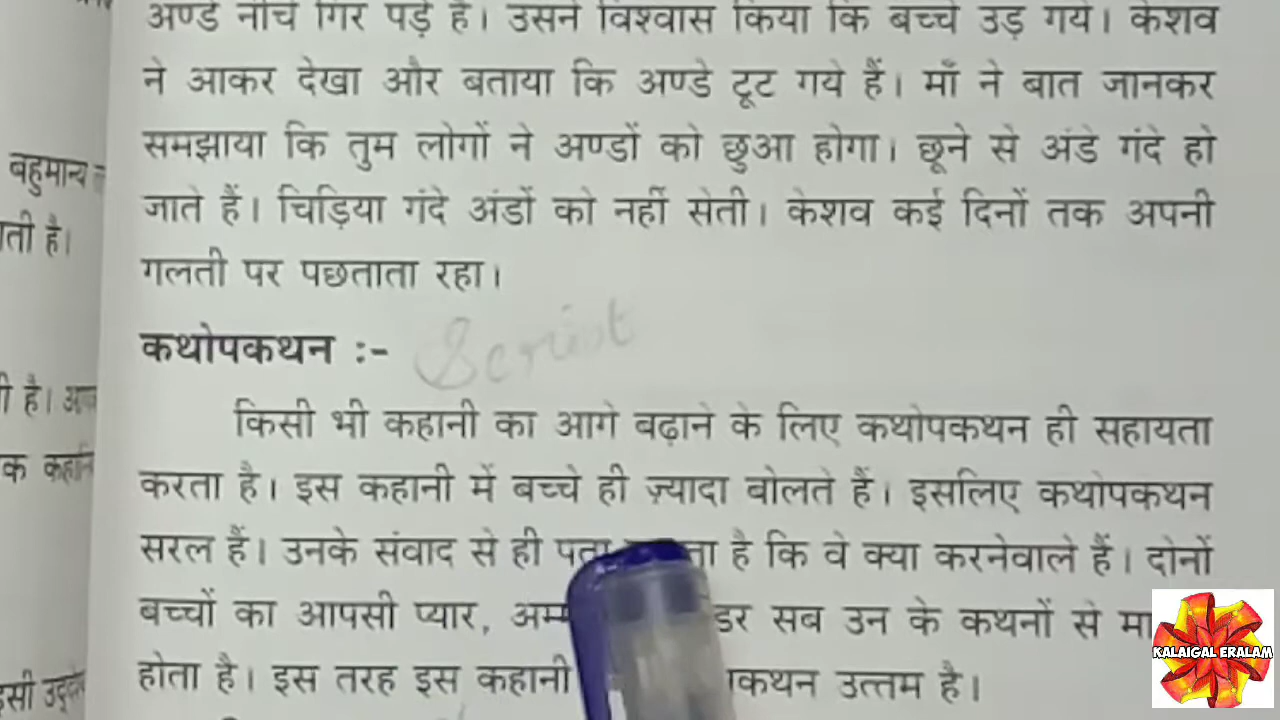 अण्डे नीचे गिर पड़े हैं। उसने विश्वास किया कि बच्चे उड़ गये। केशव
ने आकर देखा और बताया कि अण्डे टूट गये हैं। माँ ने बात जानकर
समझाया कि तुम लोगों ने अण्डों को छुआ होगा। छूने से अंडे गंदे हो
जाते हैं। चिड़िया गंदे अंडों को नहीं सेती। केशव कई दिनों तक अपनी
गलती पर पछताता रहा।
कथोपकथन :- Script
किसी भी कहानी का आगे बढ़ाने के लिए कथोपकथन ही सहायता
करता है। इस कहानी में बच्चे ही ज़्यादा बोलते हैं। इसलिए कथोपकथन
सरल हैं। उनके संवाद से ही है कि वे क्या करनेवाले हैं। दोनों
बच्चों का आपसी प्यार, डर सब उन के कथनों से
होता है। इस तरह इस कहानी उत्तम है।
बहुमान्य
ती है।
KALAIGAL ERALAM